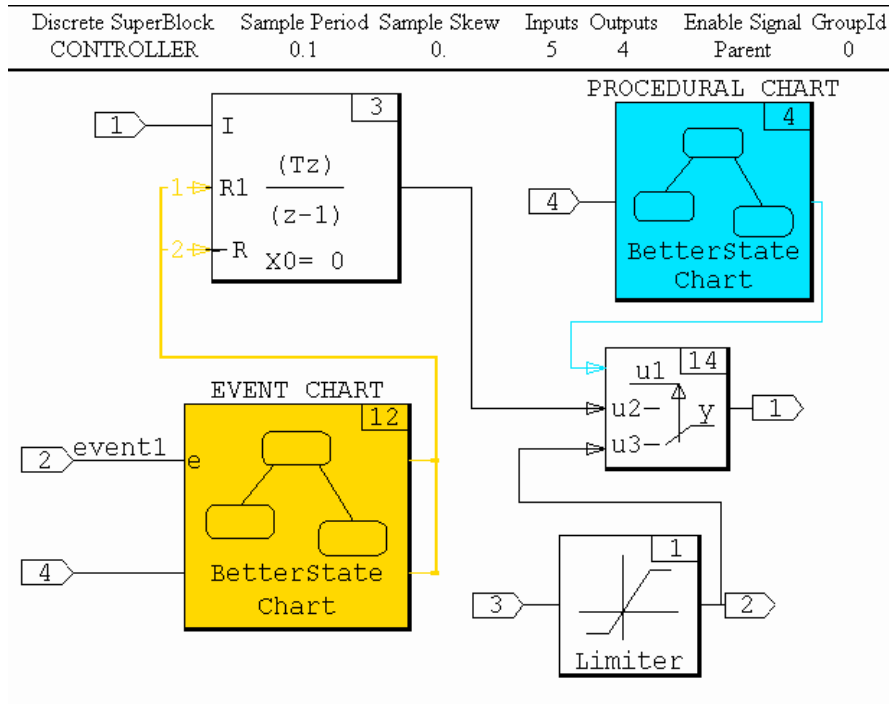 Discrete SuperBlock Sample Period Sample Skew Inputs Outputs Enable Signal GroupId
CONTROLLER 0.1 0. 5 4 Parent 0
PROCEDURAL CHART
3
4
1
I
(Tz)
1
R1
(z-1)
4
2
R
X0= 0
BetterState
Chart
14
u1
EVENT CHART
12
u2
y
1
event1
2
e
u3
1
4
BetterState
Chart
3
2
Limiter